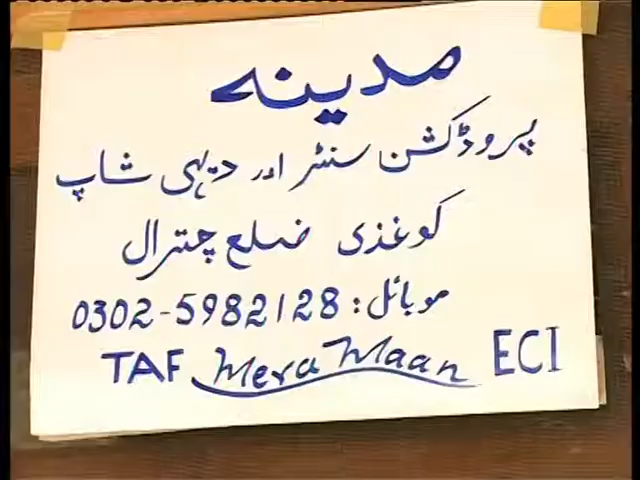 مدینہ
پروڈکشن سنٹر اور دیہی شاپ
کوغذی ضلع چترال
موبائل: 0302-5982128
TAF Mera Maan ECI